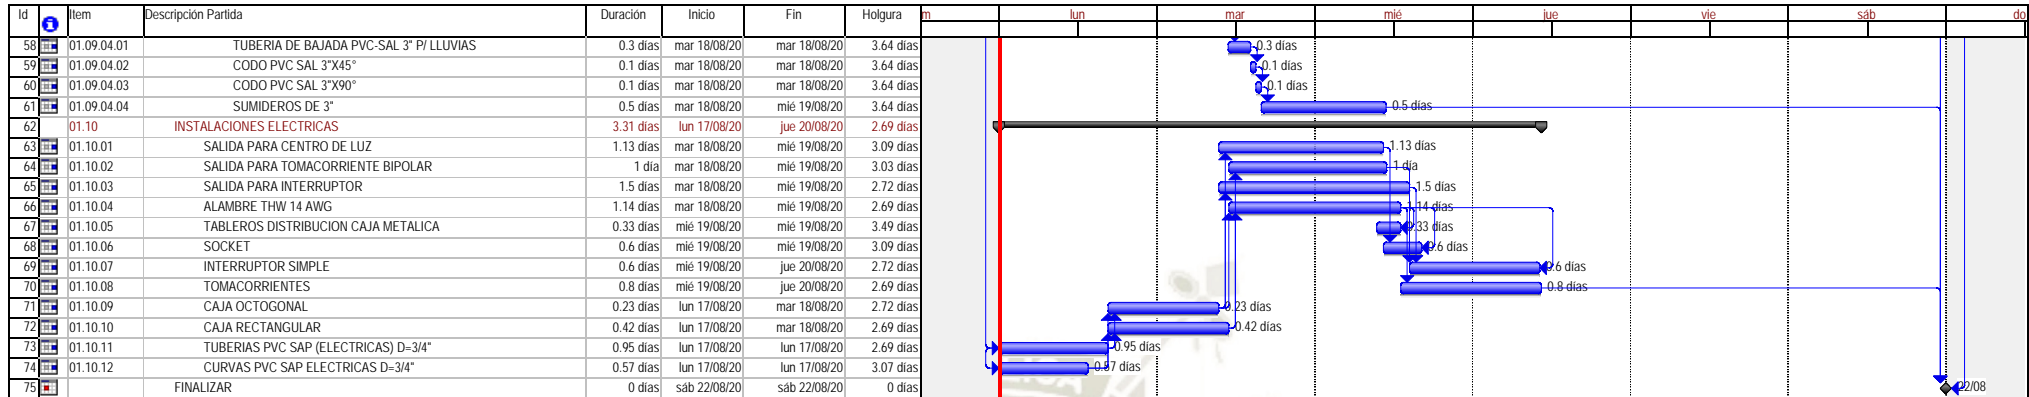 Id Item Descripción Partida Duración Inicio Fin Holgura m lun mar mié jue vie sáb do
58 01.09.04.01 TUBERIA DE BAJADA PVC-SAL 3" P/ LLUVIAS 0.3 días mar 18/08/20 mar 18/08/20 3.64 días 0.3 días
59 01.09.04.02 CODO PVC SAL 3"X45° 0.1 días mar 18/08/20 mar 18/08/20 3.64 días 0.1 días
60 01.09.04.03 CODO PVC SAL 3"X90° 0.1 días mar 18/08/20 mar 18/08/20 3.64 días 0.1 días
61 01.09.04.04 SUMIDEROS DE 3" 0.5 días mar 18/08/20 mié 19/08/20 3.64 días 0.5 días
62 01.10 INSTALACIONES ELECTRICAS 3.31 días lun 17/08/20 jue 20/08/20 2.69 días
63 01.10.01 SALIDA PARA CENTRO DE LUZ 1.13 días mar 18/08/20 mié 19/08/20 3.09 días 1.13 días
64 01.10.02 SALIDA PARA TOMACORRIENTE BIPOLAR 1 día mar 18/08/20 mié 19/08/20 3.03 días 1 día
65 01.10.03 SALIDA PARA INTERRUPTOR 1.5 días mar 18/08/20 mié 19/08/20 2.72 días 1.5 días
66 01.10.04 ALAMBRE THW 14 AWG 1.14 días mar 18/08/20 mié 19/08/20 2.69 días 1.14 días
67 01.10.05 TABLEROS DISTRIBUCION CAJA METALICA 0.33 días mié 19/08/20 mié 19/08/20 3.49 días 0.33 días
68 01.10.06 SOCKET 0.6 días mié 19/08/20 mié 19/08/20 3.09 días 0.6 días
69 01.10.07 INTERRUPTOR SIMPLE 0.6 días mié 19/08/20 jue 20/08/20 2.72 días 0.6 días
70 01.10.08 TOMACORRIENTES 0.8 días mié 19/08/20 jue 20/08/20 2.69 días 0.8 días
71 01.10.09 CAJA OCTOGONAL 0.23 días lun 17/08/20 mar 18/08/20 2.72 días 0.23 días
72 01.10.10 CAJA RECTANGULAR 0.42 días lun 17/08/20 mar 18/08/20 2.69 días 0.42 días
73 01.10.11 TUBERIAS PVC SAP (ELECTRICAS) D=3/4" 0.95 días lun 17/08/20 lun 17/08/20 2.69 días 0.95 días
74 01.10.12 CURVAS PVC SAP ELECTRICAS D=3/4" 0.57 días lun 17/08/20 lun 17/08/20 3.07 días 0.57 días
75 FINALIZAR 0 días sáb 22/08/20 sáb 22/08/20 0 días 22/08